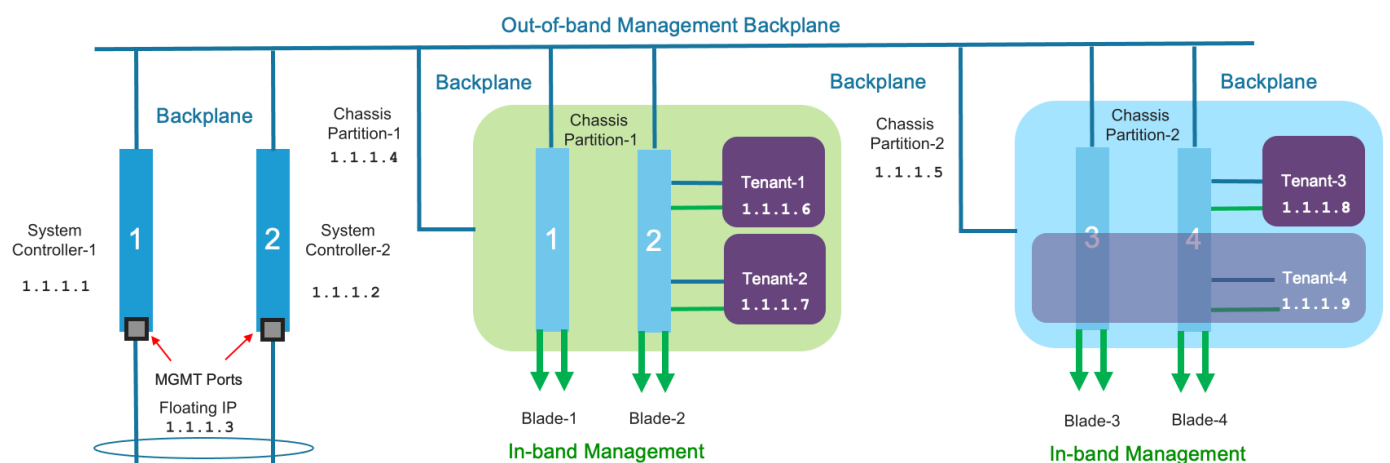 Out-of-band Management Backplane
Backplane
System
Controller-1
1.1.1.1
1
2
System
Controller-2
1.1.1.2
MGMT Ports
Floating IP
1.1.1.3
Chassis
Partition-1
1.1.1.4
Backplane
Chassis
Partition-1
1
2
Tenant-1
1.1.1.6
Tenant-2
1.1.1.7
Blade-1
Blade-2
In-band Management
Backplane
Chassis
Partition-2
1.1.1.5
Backplane
Chassis
Partition-2
3
4
Tenant-3
1.1.1.8
Tenant-4
1.1.1.9
Blade-3
Blade-4
In-band Management